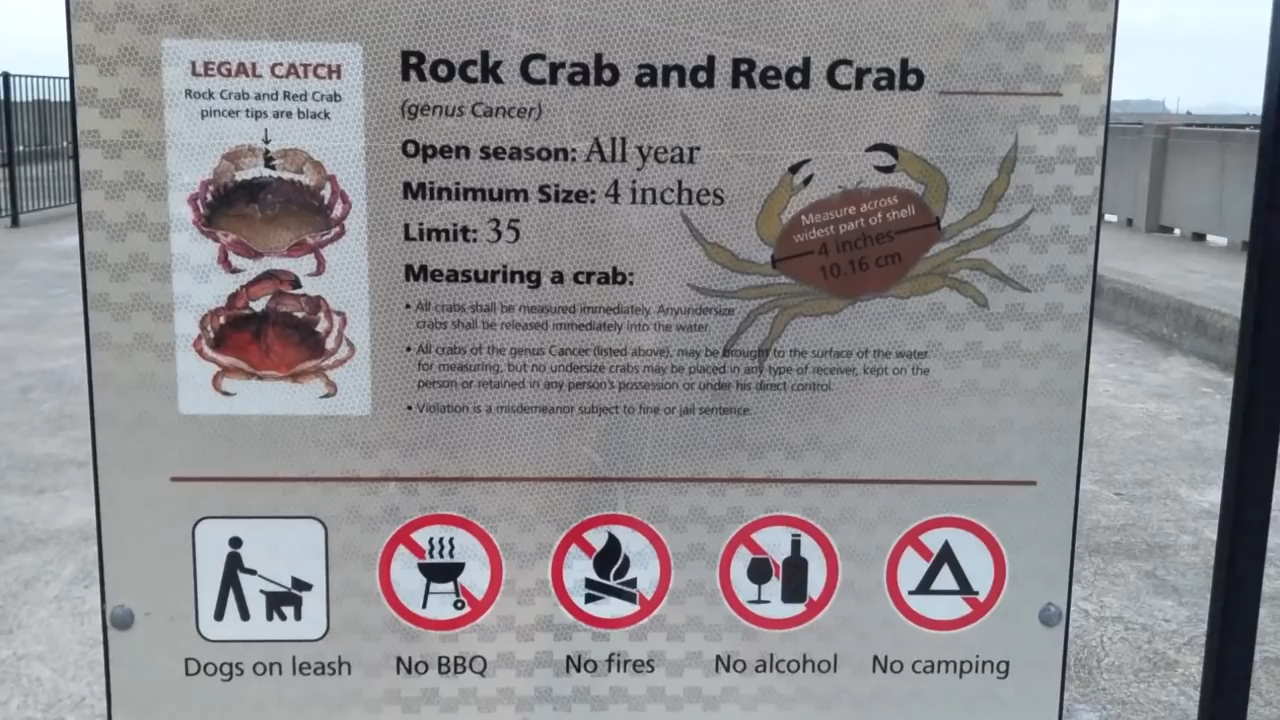 LEGAL CATCH
Rock Crab and Red Crab
pincer tips are black
Rock Crab and Red Crab
(genus Cancer)
Open season: All year
Minimum Size: 4 inches
Limit: 35
Measuring a crab:
• All crabs shall be measured immediately. Anyundersize
crabs shall be released immediately into the water.
• All crabs of the genus Cancer (listed above), may be brought to the surface of the water
for measuring, but no undersize crabs may be placed in any type of receiver, kept on the
person or retained in any person's possession or under his direct control.
• Violation is a misdemeanor subject to fine or jail sentence.
Measure across
widest part of shell
4 inches
10.16 cm
Dogs on leash
No BBQ
No fires
No alcohol
No camping